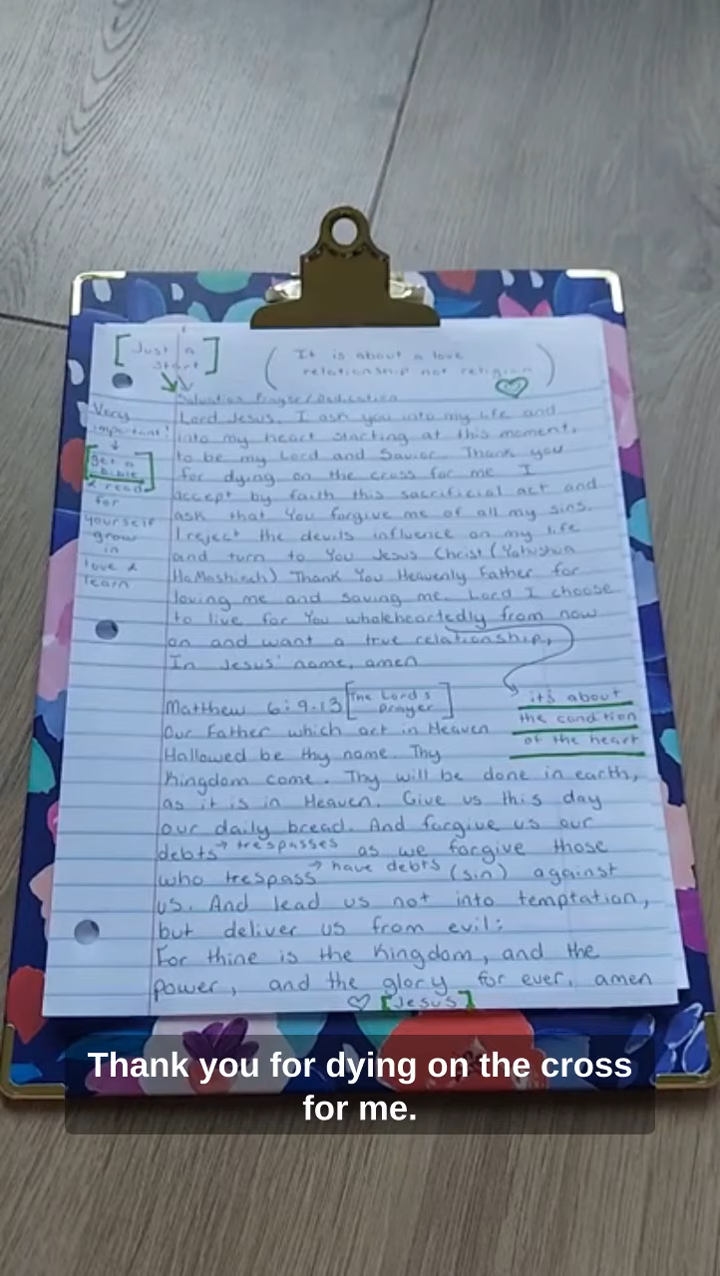 [Just a
start]
(It is about a love
relationship not religion)
Salvation Prayer/Dedication
Very
important!
[get a
bible]
& read
for
yourself
grow
in
love &
learn
Lord Jesus, I ask you into my life and
into my heart starting at this moment,
to be my Lord and Savior. Thank you
for dying on the cross for me I
accept by faith this sacrificial act and
ask that You forgive me of all my sins.
I reject the devils influence on my life
and turn to You Jesus Christ (Yahushua
HaMashiach) Thank You Heavenly Father for
loving me and saving me. Lord I choose
to live for You wholeheartedly from now
on and want a true relationship,
In Jesus' name, amen
it's about
the condition
of the heart
Matthew 6:9-13 [The Lord's
prayer]
Our Father which art in Heaven
Hallowed be thy name. Thy
Kingdom come. Thy will be done in earth,
as it is in Heaven. Give us this day
our daily bread. And forgive us our
debts → trespasses as we forgive those
who trespass → have debts (sin) against
us. And lead us not into temptation,
but deliver us from evil:
For thine is the Kingdom, and the
power, and the glory for ever, amen
♡ [Jesus]
Thank you for dying on the cross
for me.